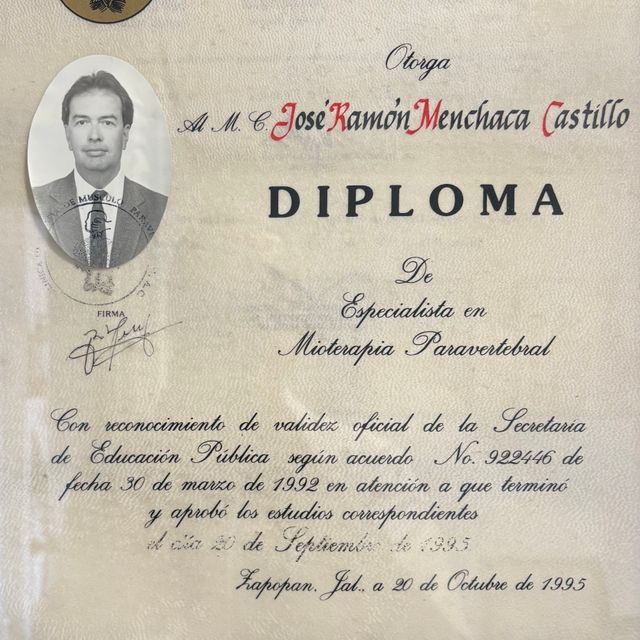 Otorga
Al M. C. José Ramón Menchaca Castillo
DIPLOMA
De
Especialista en
Mioterapia Paravertebral
FIRMA
Con reconocimiento de validez oficial de la Secretaría
de Educación Pública según acuerdo No. 922446 de
fecha 30 de marzo de 1992 en atención a que terminó
y aprobó los estudios correspondientes
el día 20 de Septiembre de 1995
Zapopan, Jal., a 20 de Octubre de 1995